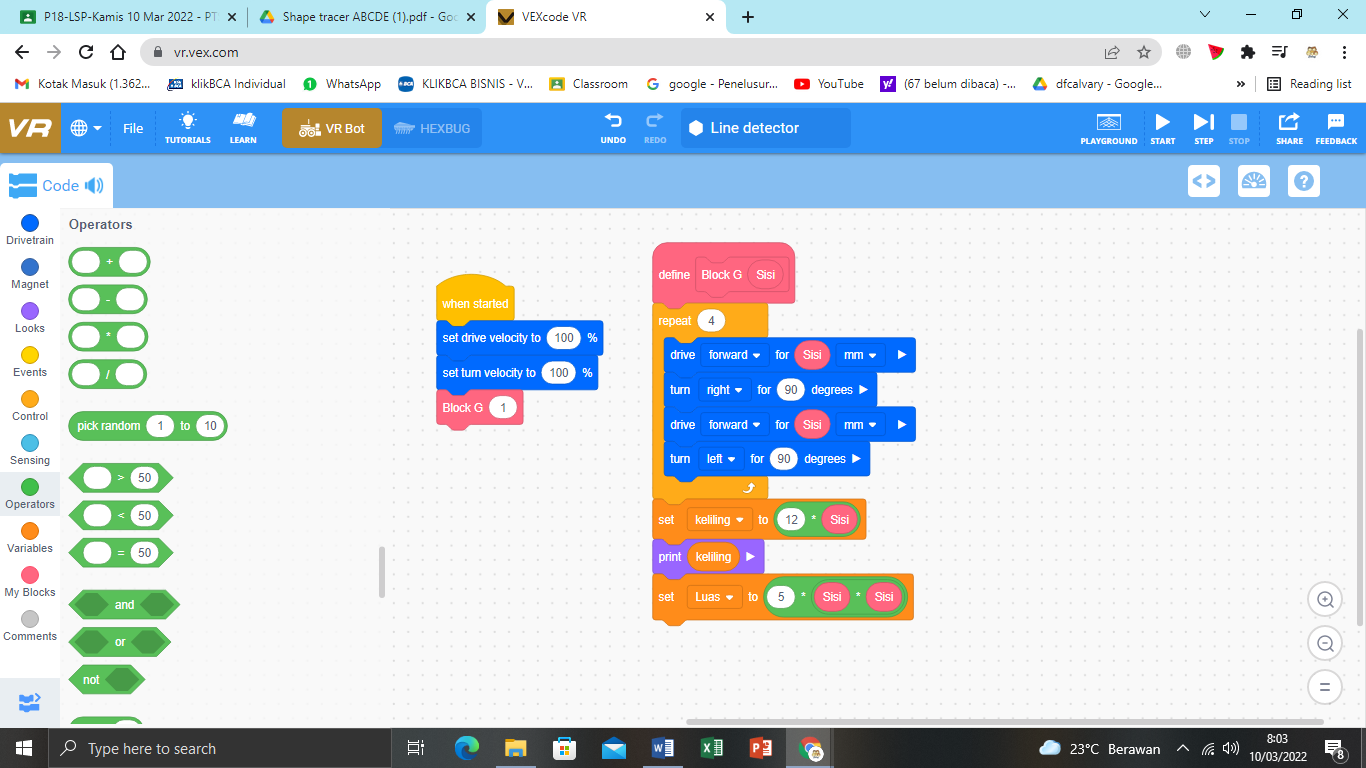 P18-LSP-Kamis 10 Mar 2022 - PT
Shape tracer ABCDE (1).pdf - Goo
VEXcode VR
vr.vex.com
Kotak Masuk (1.362...
klikBCA Individual
WhatsApp
KLIKBCA BISNIS - V...
Classroom
google - Penelusur...
YouTube
(67 belum dibaca) -...
dfcalvary - Google...
»
Reading list
VR
File
TUTORIALS
LEARN
VR Bot
HEXBUG
UNDO
REDO
Line detector
PLAYGROUND
START
STEP
STOP
SHARE
FEEDBACK
Code
Drivetrain
Magnet
Looks
Events
Control
Sensing
Operators
Variables
My Blocks
Comments
Operators
+
-
*
/
pick random 1 to 10
> 50
< 50
= 50
and
or
not
when started
set drive velocity to 100 %
set turn velocity to 100 %
Block G 1
define Block G Sisi
repeat 4
drive forward for Sisi mm
turn right for 90 degrees
drive forward for Sisi mm
turn left for 90 degrees
set keliling to 12 * Sisi
print keliling
set Luas to 5 * Sisi * Sisi
Type here to search
23°C Berawan
8:03
10/03/2022
8